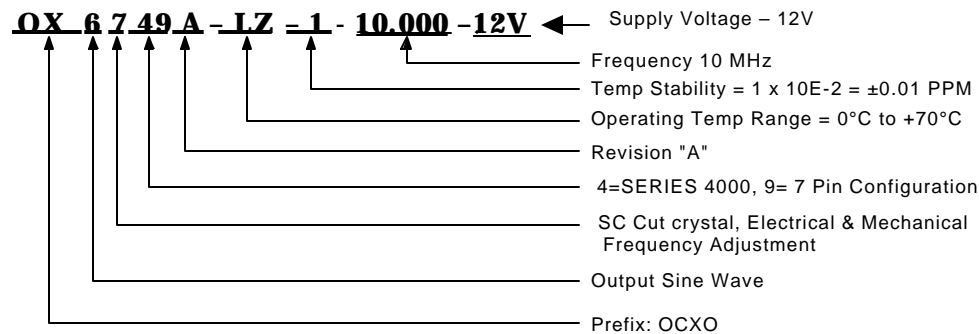 OX 6 7 49 A – LZ – 1 - 10.000 –12V
Supply Voltage – 12V
Frequency 10 MHz
Temp Stability = 1 x 10E-2 = ±0.01 PPM
Operating Temp Range = 0°C to +70°C
Revision "A"
4=SERIES 4000, 9= 7 Pin Configuration
SC Cut crystal, Electrical & Mechanical
Frequency Adjustment
Output Sine Wave
Prefix: OCXO